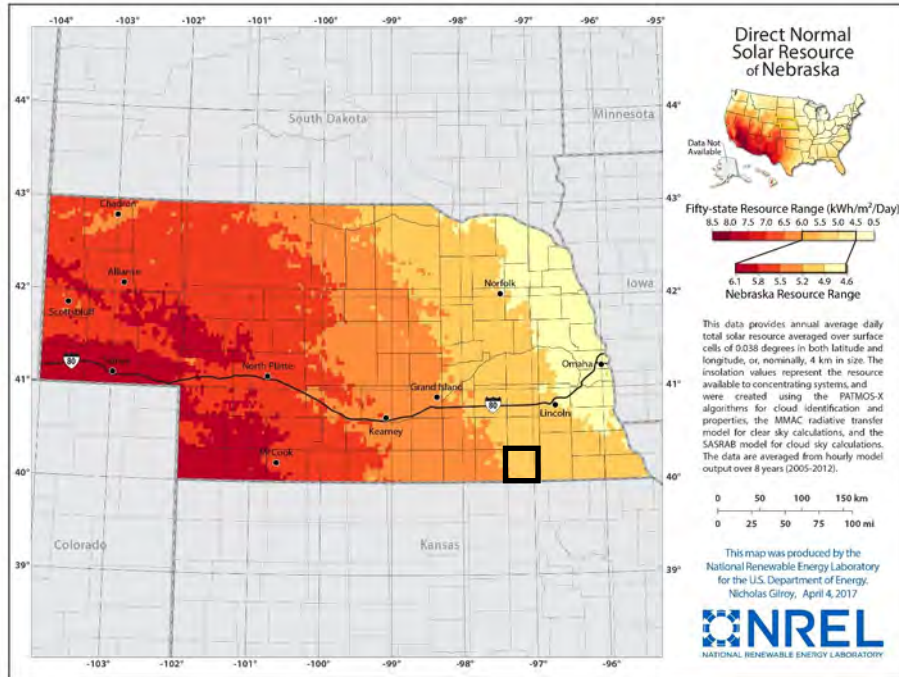 -104° -103° -102° -101° -100° -99° -98° -97° -96° -95°
Direct Normal
Solar Resource
of Nebraska
44° 44°
South Dakota
Minnesota
Data Not
Available
43° 43°
Chadron
Fifty-state Resource Range (kWh/m²/Day)
8.5 8.0 7.5 7.0 6.5 6.0 5.5 5.0 4.5 0.5
6.1 5.8 5.5 5.2 4.9 4.6
Nebraska Resource Range
Alliance
Norfolk
Iowa
42° 42°
Scottsbluff
80
Sidney
North Platte
Omaha
41° 41°
Grand Island
80
Lincoln
Kearney
McCook
40° 40°
This data provides annual average daily
total solar resource averaged over surface
cells of 0.038 degrees in both latitude and
longitude, or, nominally, 4 km in size. The
insolation values represent the resource
available to concentrating systems, and
were created using the PATMOS-X
algorithms for cloud identification and
properties, the MMAC radiative transfer
model for clear sky calculations, and the
SASRAB model for cloud sky calculations.
The data are averaged from hourly model
output over 8 years (2005-2012).
0 50 100 150 km
0 25 50 75 100 mi
Colorado
Kansas
39° 39°
This map was produced by the
National Renewable Energy Laboratory
for the U.S. Department of Energy.
Nicholas Gilroy, April 4, 2017
NREL
NATIONAL RENEWABLE ENERGY LABORATORY
-103° -102° -101° -100° -99° -98° -97° -96°